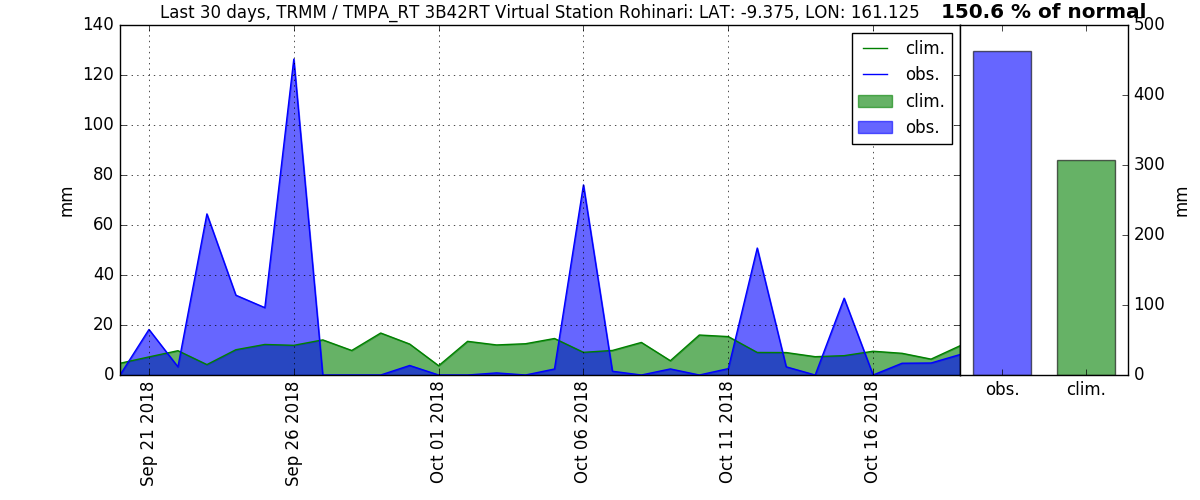 Last 30 days, TRMM / TMPA_RT 3B42RT Virtual Station Rohinari: LAT: -9.375, LON: 161.125
150.6 % of normal
140
120
100
80
60
40
20
0
mm
clim.
obs.
clim.
obs.
Sep 21 2018
Sep 26 2018
Oct 01 2018
Oct 06 2018
Oct 11 2018
Oct 16 2018
500
400
300
200
100
0
mm
obs.
clim.